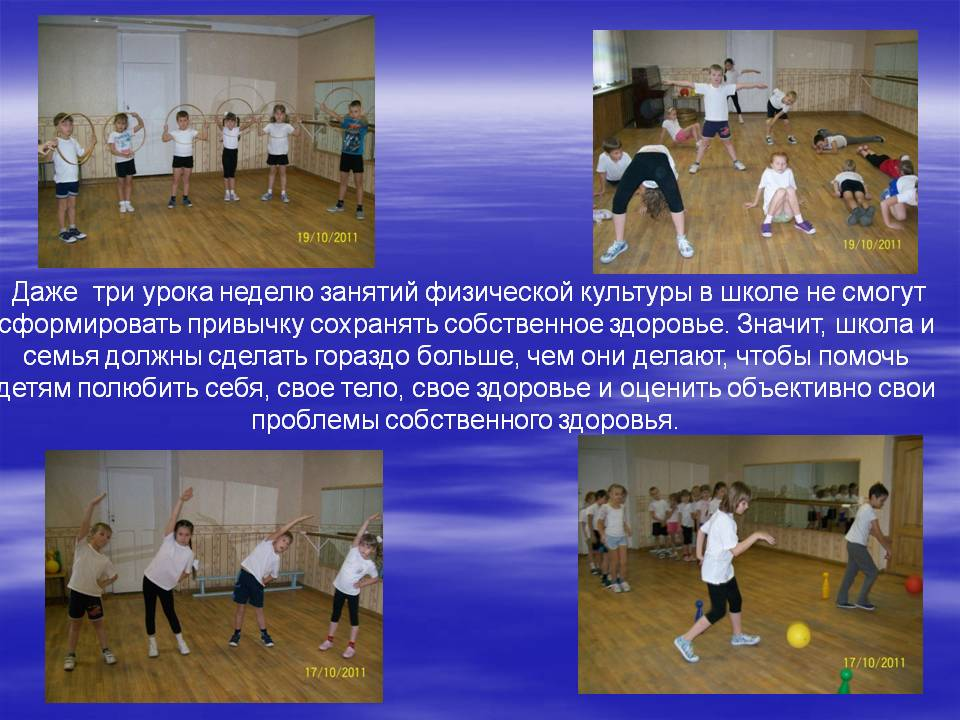 19/10/2011
19/10/2011
Даже три урока неделю занятий физической культуры в школе не смогут
сформировать привычку сохранять собственное здоровье. Значит, школа и
семья должны сделать гораздо больше, чем они делают, чтобы помочь
детям полюбить себя, свое тело, свое здоровье и оценить объективно свои
проблемы собственного здоровья.
17/10/2011
17/10/2011